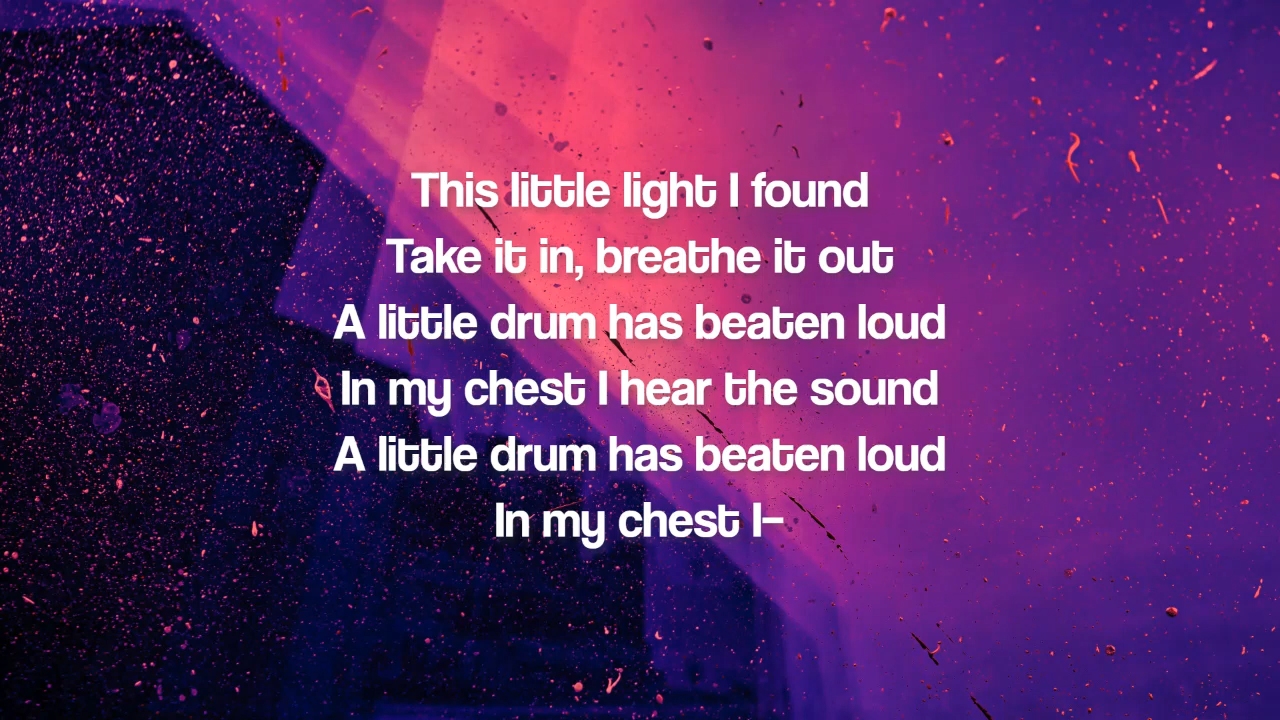 This little light I found
Take it in, breathe it out
A little drum has beaten loud
In my chest I hear the sound
A little drum has beaten loud
In my chest I–